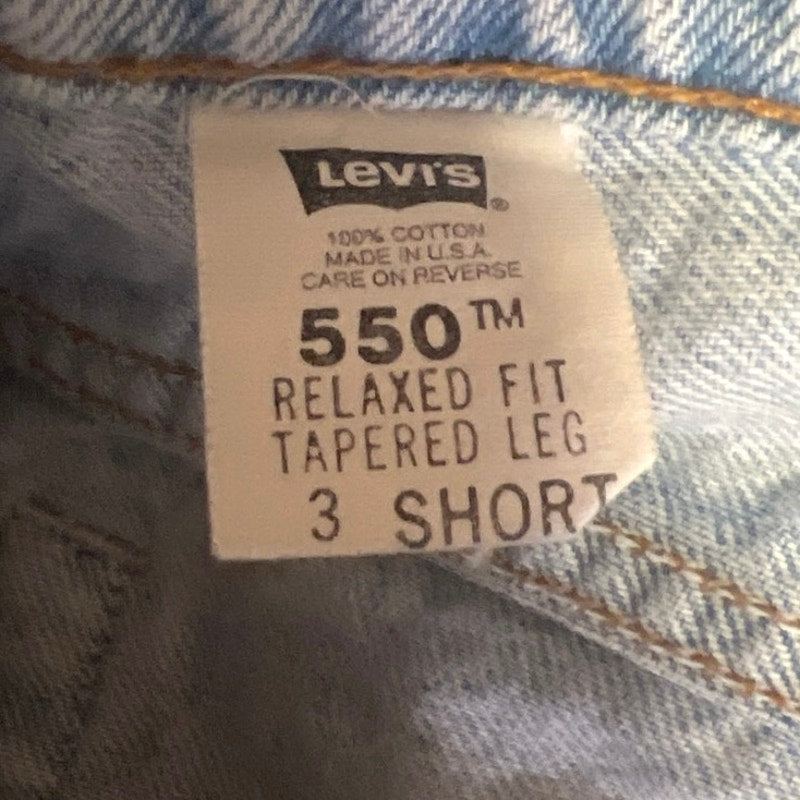 LEVI'S ®
100% COTTON
MADE IN U.S.A.
CARE ON REVERSE
550™
RELAXED FIT
TAPERED LEG
3 SHORT